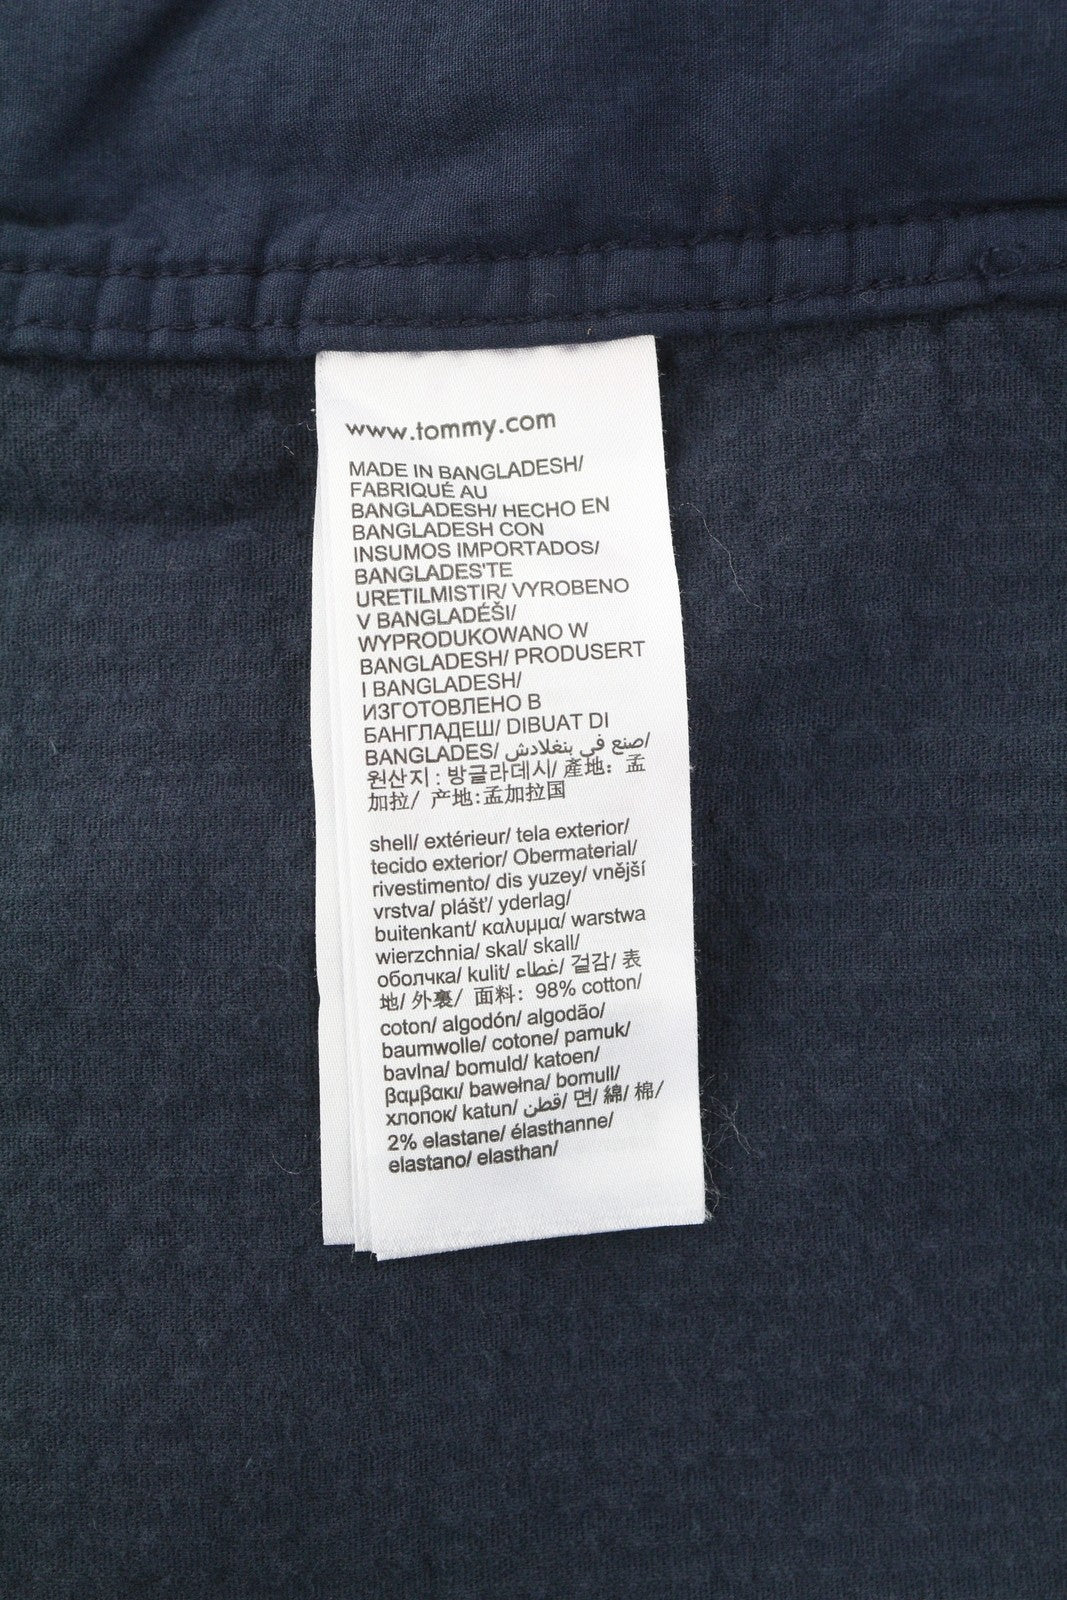 www.tommy.com
MADE IN BANGLADESH/
FABRIQUÉ AU
BANGLADESH/ HECHO EN
BANGLADESH CON
INSUMOS IMPORTADOS/
BANGLADES'TE
URETILMISTIR/ VYROBENO
V BANGLADÉŠI/
WYPRODUKOWANO W
BANGLADESH/ PRODUSERT
I BANGLADESH/
ИЗГОТОВЛЕНО В
БАНГЛАДЕШ/ DIBUAT DI
BANGLADES/ صنع في بنغلادش/
원산지 : 방글라데시/ 產地: 孟
加拉/ 产地:孟加拉国
shell/ extérieur/ tela exterior/
tecido exterior/ Obermaterial/
rivestimento/ dis yuzey/ vnější
vrstva/ plášť/ yderlag/
buitenkant/ καλυμμα/ warstwa
wierzchnia/ skal/ skall/
оболчка/ kulit/ غطاء/ 겉감/ 表
地/ 外裏/ 面料: 98% cotton/
coton/ algodón/ algodão/
baumwolle/ cotone/ pamuk/
bavlna/ bomuld/ katoen/
βαμβακι/ bawełna/ bomull/
хлопок/ katun/ قطن/ 면/ 綿/ 棉/
2% elastane/ élasthanne/
elastano/ elasthan/